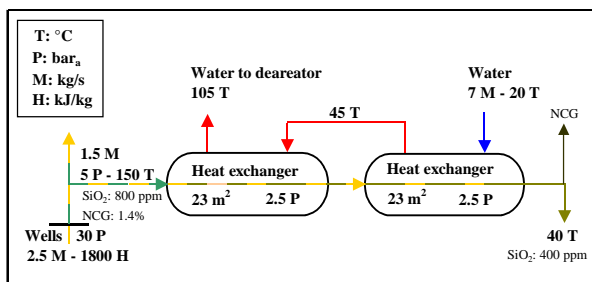 T: °C
P: barₐ
M: kg/s
H: kJ/kg
Water to deareator
105 T
45 T
Water
7 M - 20 T
NCG
1.5 M
5 P - 150 T
SiO₂: 800 ppm
NCG: 1.4%
Heat exchanger
23 m² 2.5 P
Heat exchanger
23 m² 2.5 P
Wells 30 P
2.5 M - 1800 H
40 T
SiO₂: 400 ppm